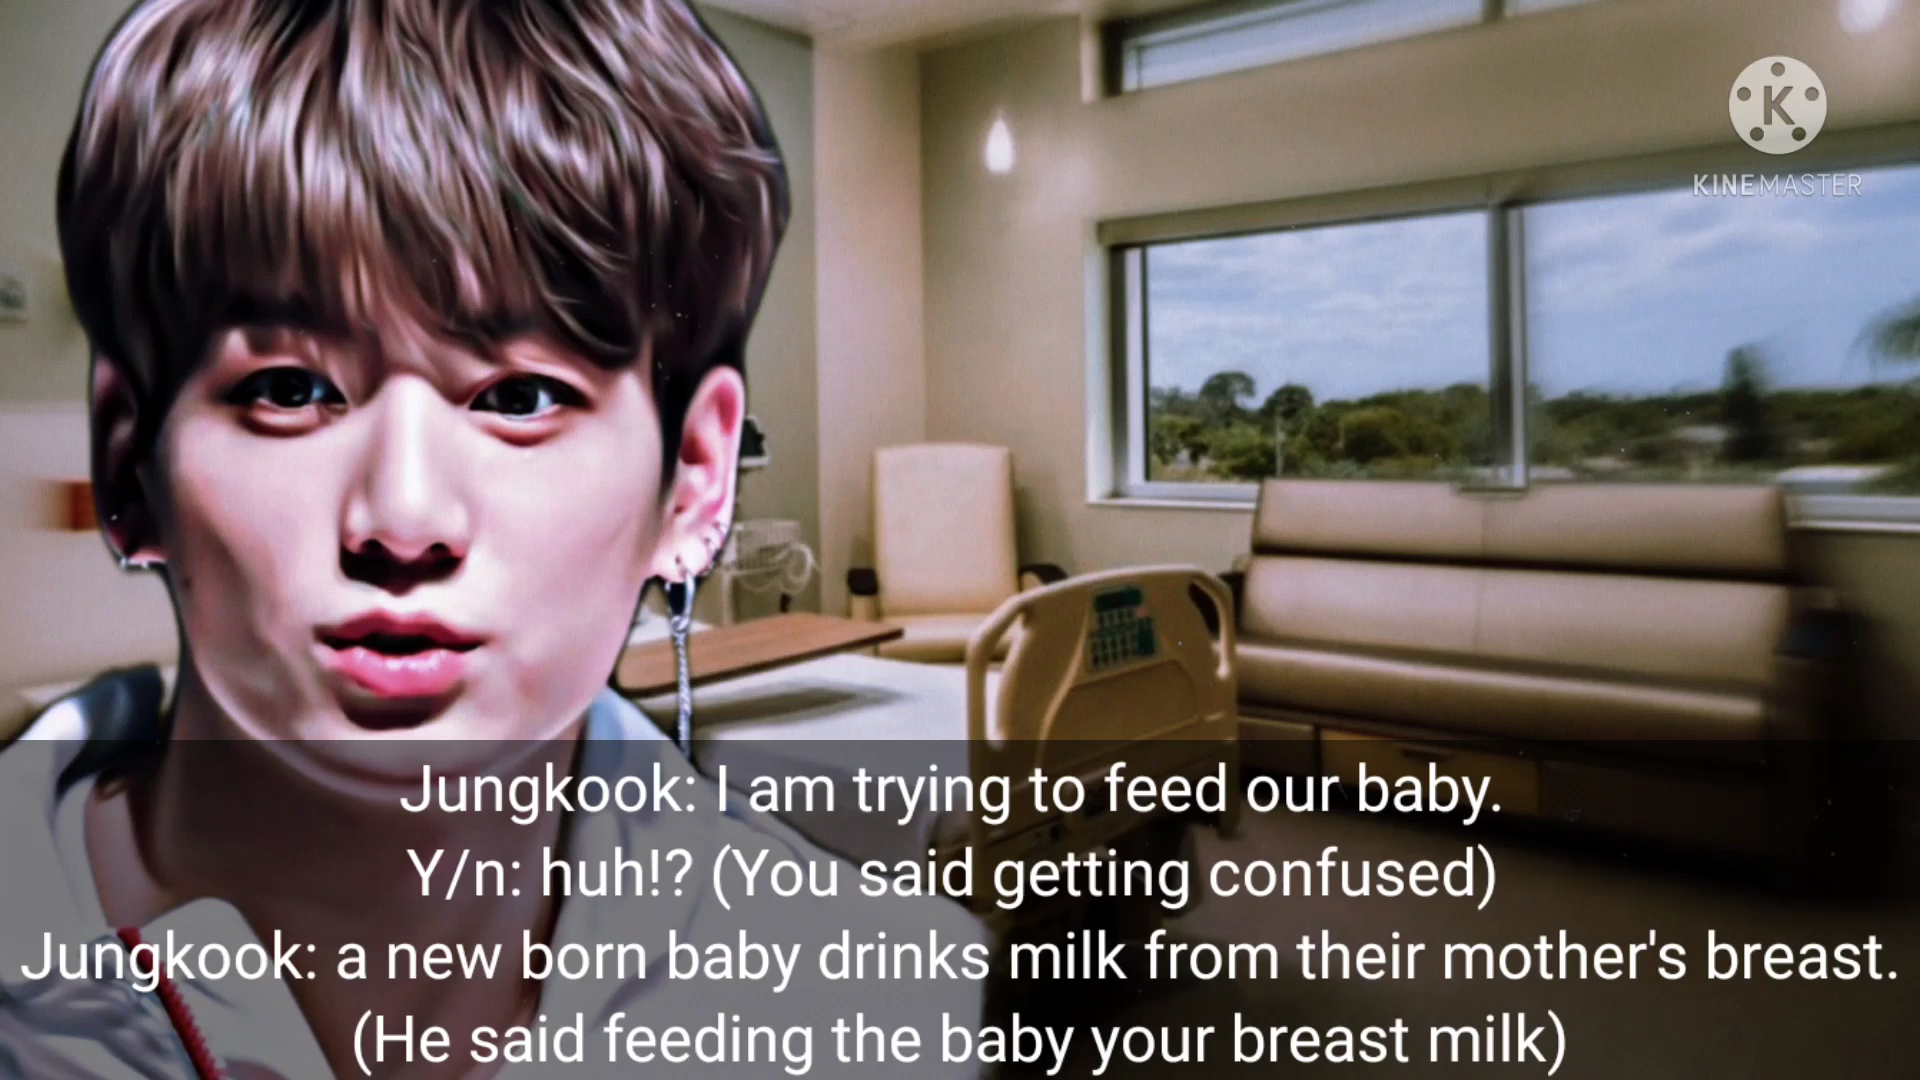 K
KINEMASTER
Jungkook: I am trying to feed our baby.
Y/n: huh!? (You said getting confused)
Jungkook: a new born baby drinks milk from their mother's breast.
(He said feeding the baby your breast milk)